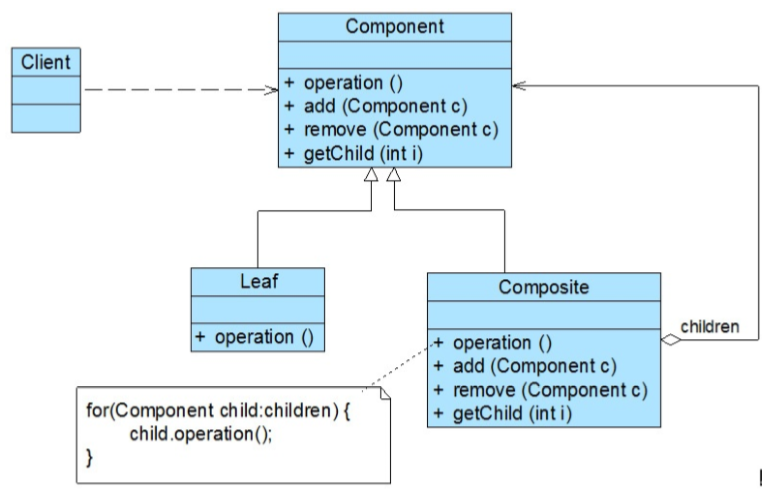 Component
Client
+ operation ()
+ add (Component c)
+ remove (Component c)
+ getChild (int i)
Leaf
+ operation ()
Composite
+ operation ()
+ add (Component c)
+ remove (Component c)
+ getChild (int i)
children
for(Component child:children) {
child.operation();
}